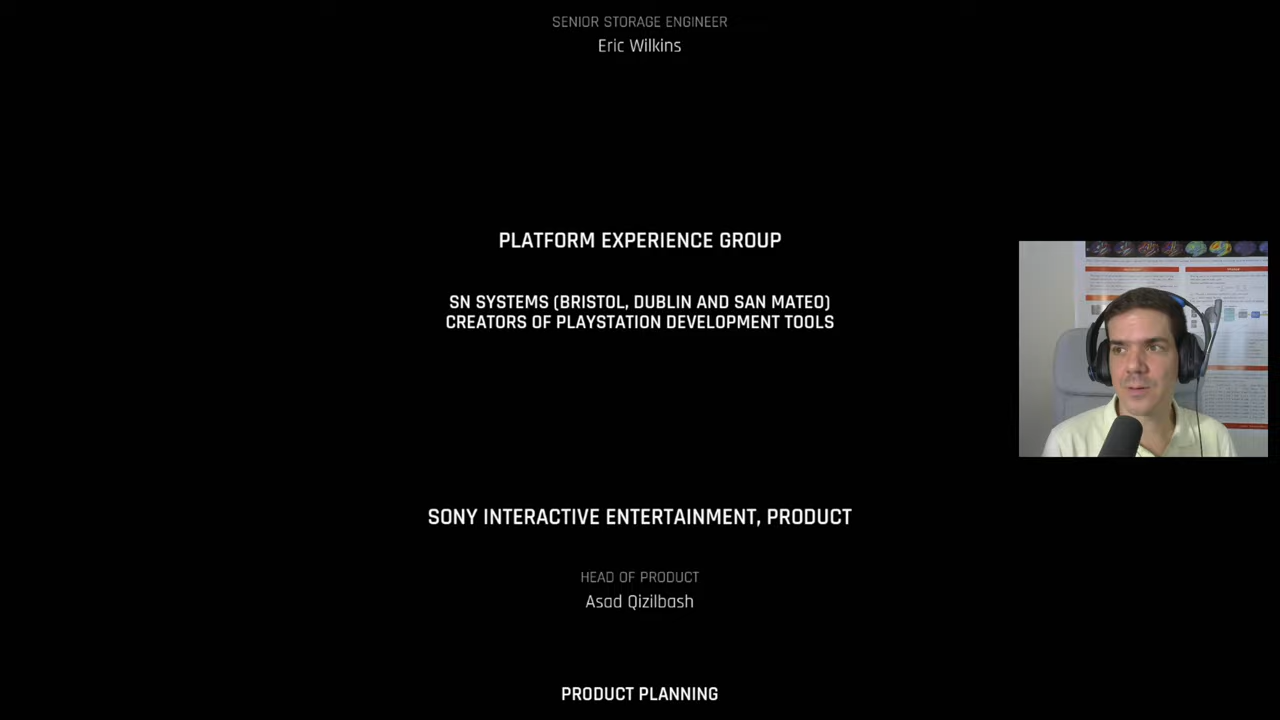 SENIOR STORAGE ENGINEER
Eric Wilkins
PLATFORM EXPERIENCE GROUP
SN SYSTEMS (BRISTOL, DUBLIN AND SAN MATEO)
CREATORS OF PLAYSTATION DEVELOPMENT TOOLS
SONY INTERACTIVE ENTERTAINMENT, PRODUCT
HEAD OF PRODUCT
Asad Qizilbash
PRODUCT PLANNING